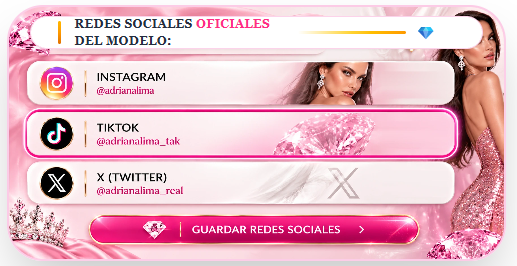 REDES SOCIALES OFICIALES
DEL MODELO:
INSTAGRAM
@adrianalima
TIKTOK
@adrianalima_tak
X (TWITTER)
@adrianalima_real
GUARDAR REDES SOCIALES